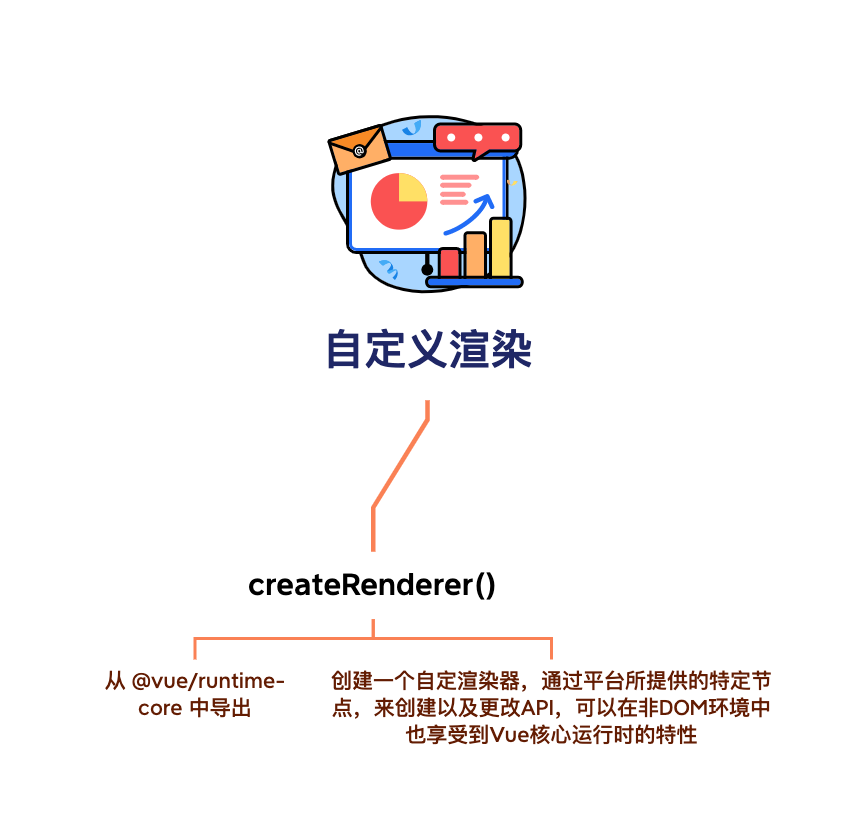 @
自定义渲染
createRenderer()
从 @vue/runtime-
core 中导出
创建一个自定渲染器，通过平台所提供的特定节
点，来创建以及更改API，可以在非DOM环境中
也享受到Vue核心运行时的特性